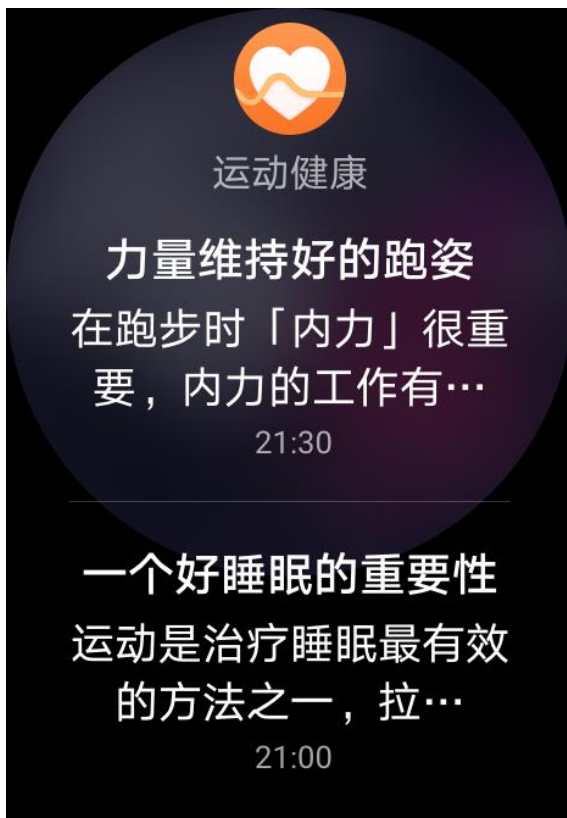 运动健康
力量维持好的跑姿
在跑步时「内力」很重
要，内力的工作有…
21:30
一个好睡眠的重要性
运动是治疗睡眠最有效
的方法之一，拉…
21:00